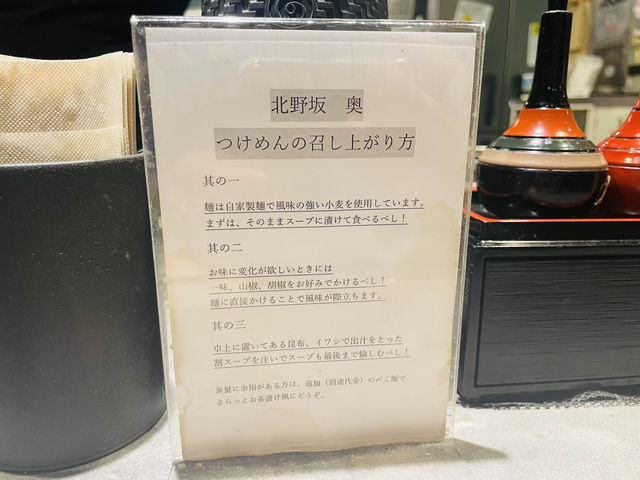 北野坂　奥
つけめんの召し上がり方
其の一
麺は自家製麺で風味の強い小麦を使用しています。
まずは、そのままスープに漬けて食べるべし！
其の二
お味に変化が欲しいときには
一味、山椒、胡椒をお好みでかけるべし！
麺に直接かけることで風味が際立ちます。
其の三
卓上に置いてある昆布、イワシで出汁をとった
割スープを注いでスープも最後まで愉しむべし！
※量に余裕がある方は、追加（別途代金）の〆ご飯で
さらっとお茶漬け風にどうぞ。